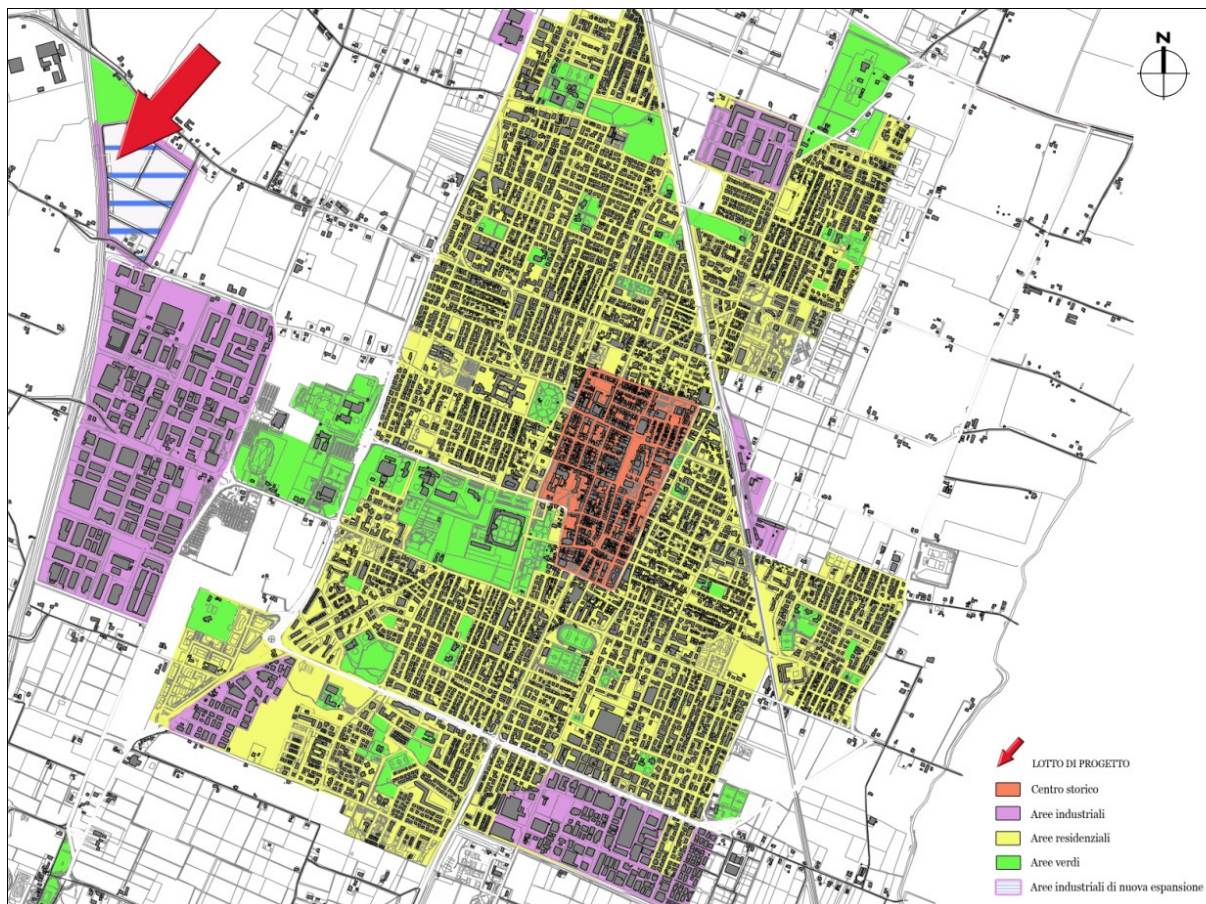 N
LOTTO DI PROGETTO
Centro storico
Aree industriali
Aree residenziali
Aree verdi
Aree industriali di nuova espansione